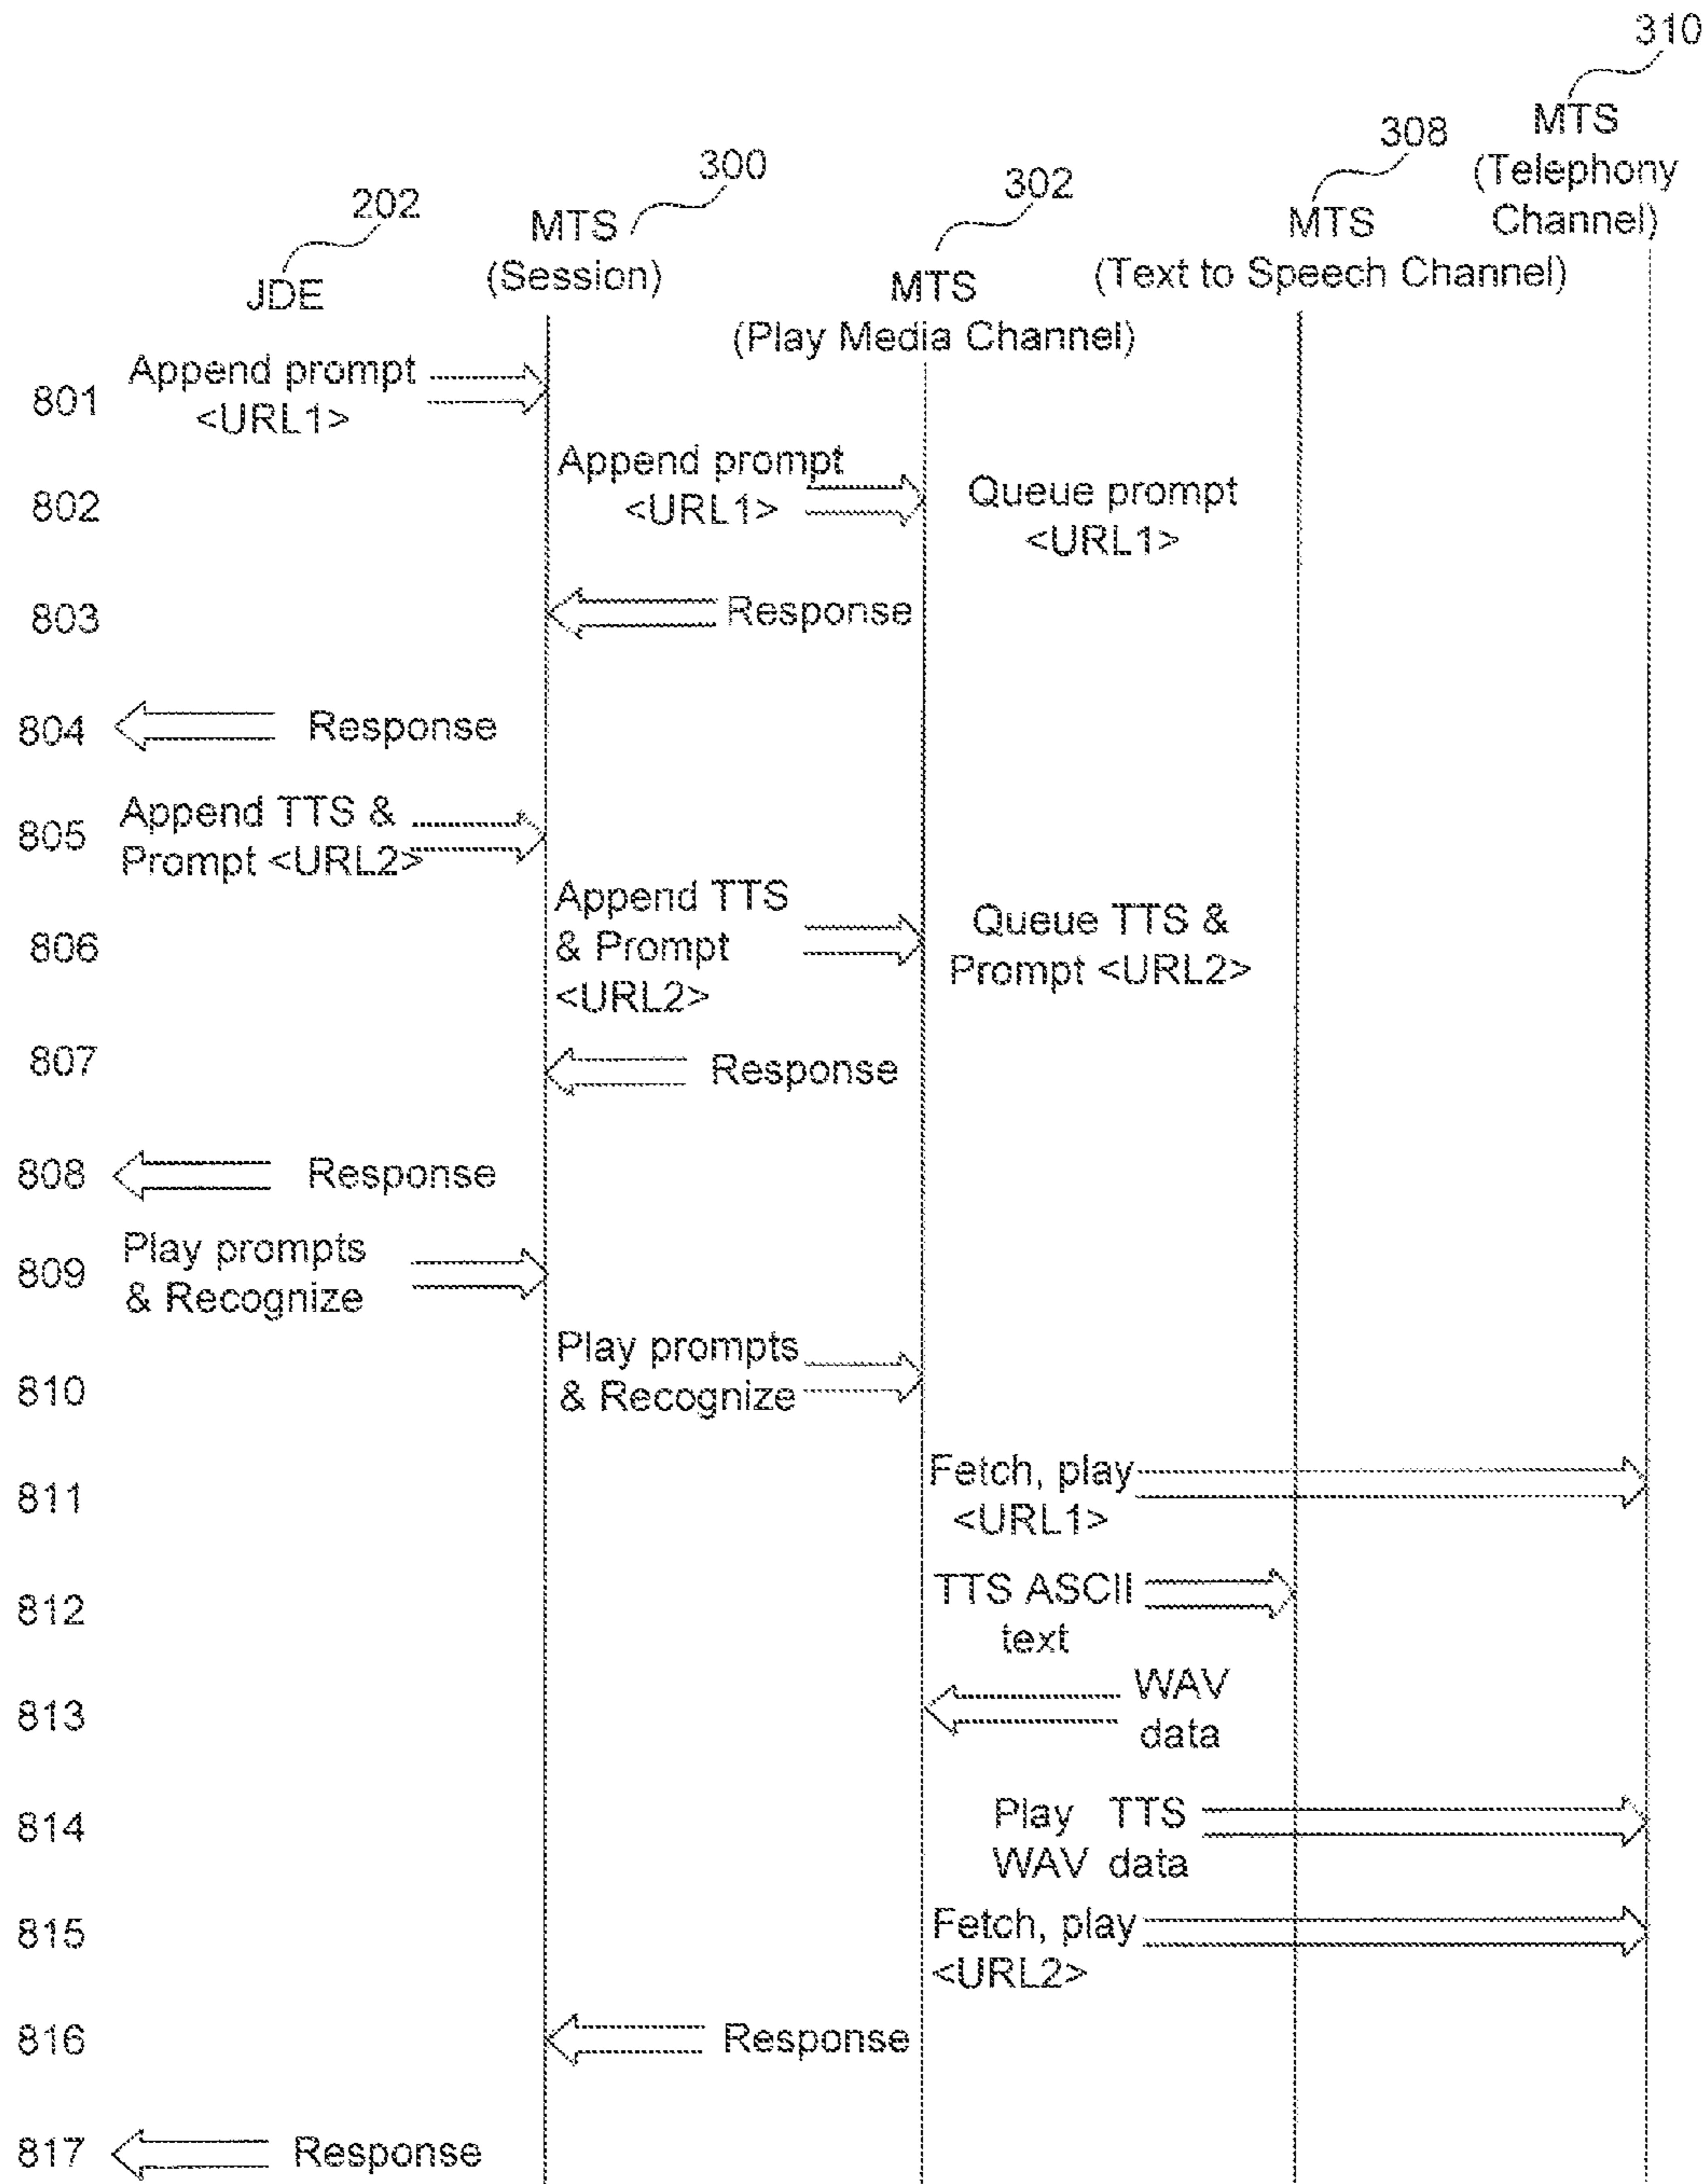 310
MTS
(Telephony
Channel)
308
MTS
(Text to Speech Channel)
302
MTS
(Play Media Channel)
300
MTS
(Session)
202
JDE
801
Append prompt
<URL1>
802
Append prompt
<URL1>
Queue prompt
<URL1>
803
Response
804
Response
805
Append TTS &
Prompt <URL2>
806
Append TTS
& Prompt
<URL2>
Queue TTS &
Prompt <URL2>
807
Response
808
Response
809
Play prompts
& Recognize
810
Play prompts
& Recognize
811
Fetch, play
<URL1>
812
TTS ASCII
text
813
WAV
data
814
Play TTS
WAV data
815
Fetch, play
<URL2>
816
Response
817
Response